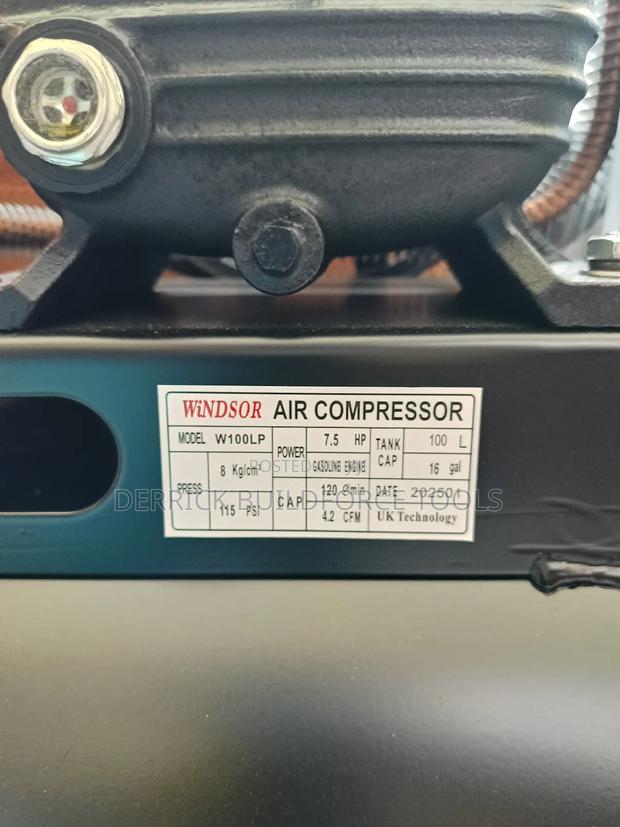 WiNDSOR AIR COMPRESSOR
MODEL W100LP POWER 7.5 HP TANK CAP 100 L
GASOLINE ENGINE 16 gal
PRESS 8 Kg/cm² CAP 120 ℓ/min DATE 202501
115 PSI 4.2 CFM UK Technology
POSTED
DERRICK BUILDFORCE TOOLS